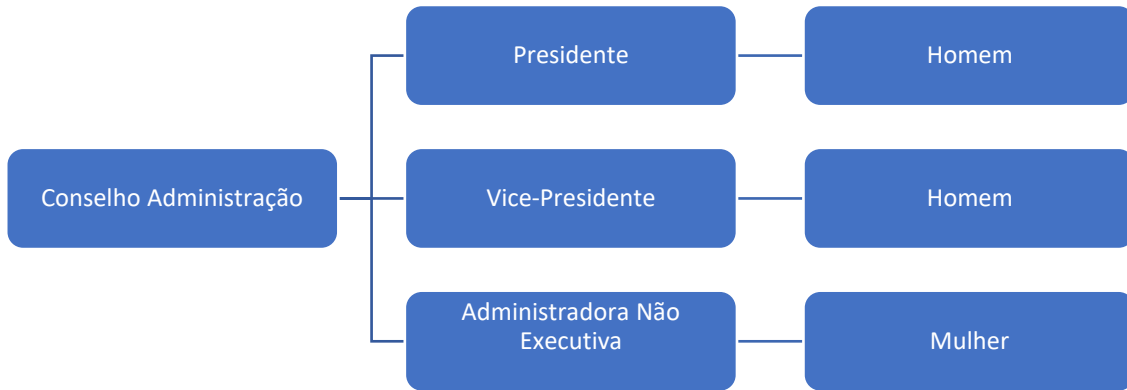 Presidente
Homem
Conselho Administração
Vice-Presidente
Homem
Administradora Não
Executiva
Mulher